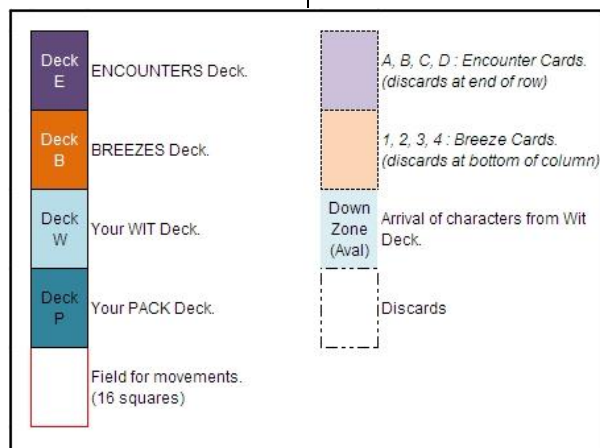 Deck
E
ENCOUNTERS Deck.
Deck
B
BREEZES Deck.
Deck
W
Your WIT Deck.
Deck
P
Your PACK Deck.
Field for movements.
(16 squares)
A, B, C, D : Encounter Cards.
(discards at end of row)
1, 2, 3, 4 : Breeze Cards.
(discards at bottom of column)
Down
Zone
(Aval)
Arrival of characters from Wit
Deck.
Discards